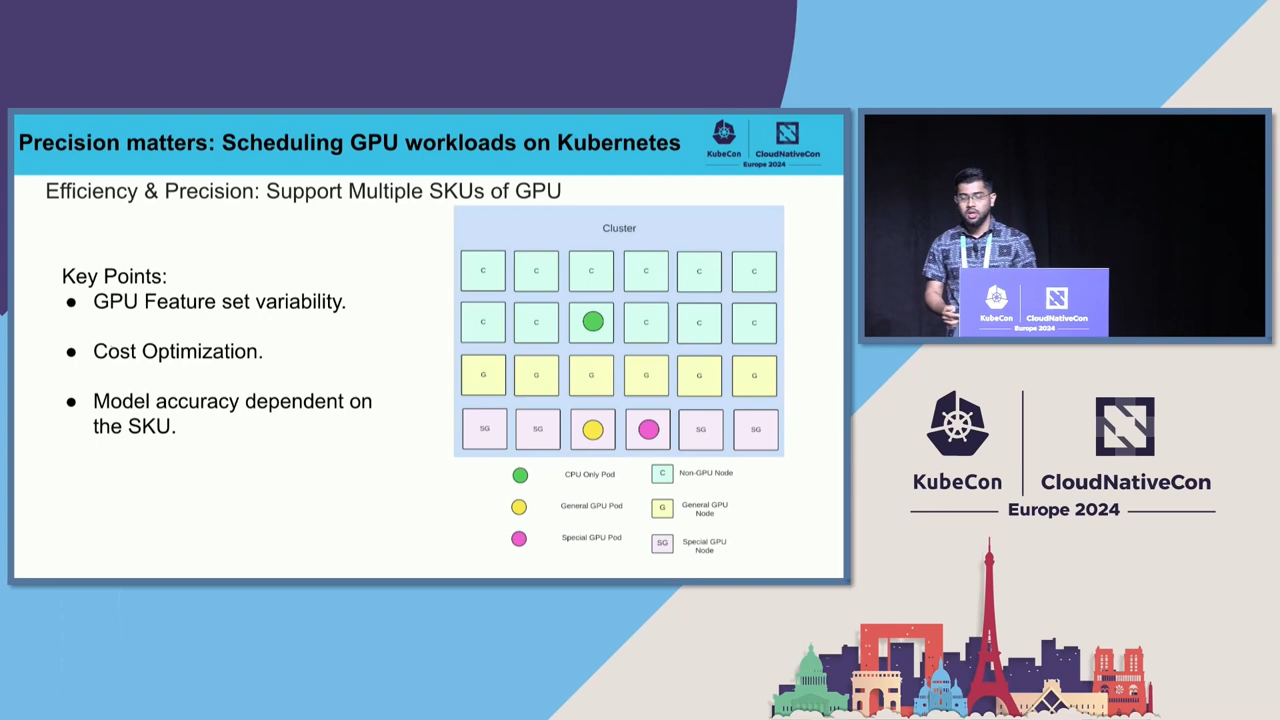 Precision matters: Scheduling GPU workloads on Kubernetes
KubeCon
CloudNativeCon
Europe 2024
Efficiency & Precision: Support Multiple SKUs of GPU
Key Points:
● GPU Feature set variability.
● Cost Optimization.
● Model accuracy dependent on
the SKU.
Cluster
C C C C C C
C C C C C
G G G G G G
SG SG SG SG
CPU Only Pod
C Non-GPU Node
General GPU Pod
G General GPU
Node
Special GPU Pod
SG Special GPU
Node
KubeCon
CloudNativeCon
Europe 2024
KubeCon
CloudNativeCon
Europe 2024